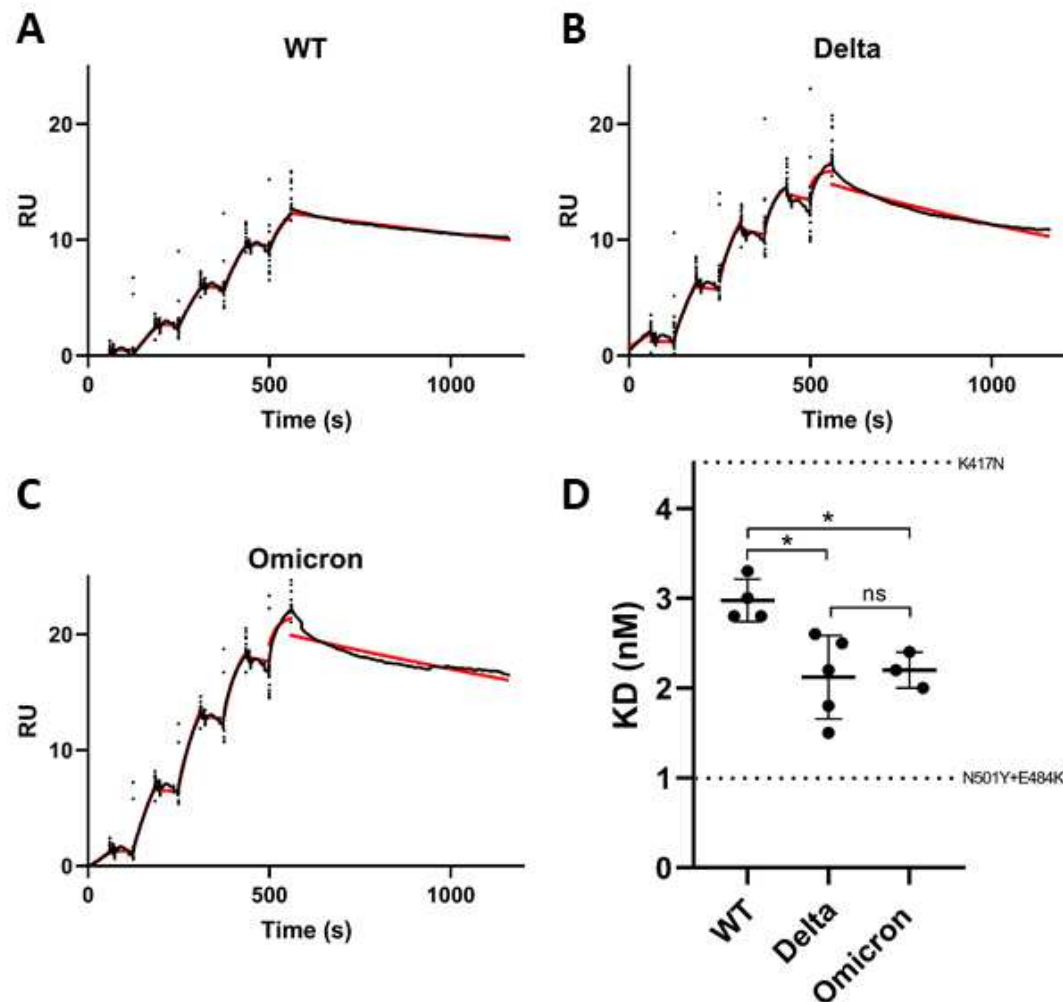 A
WT
RU
20
10
0
0
500
1000
Time (s)
B
Delta
RU
20
10
0
0
500
1000
Time (s)
C
Omicron
RU
20
10
0
0
500
1000
Time (s)
D
KD (nM)
4
3
2
1
0
K417N
*
*
ns
N501Y+E484K
WT
Delta
Omicron